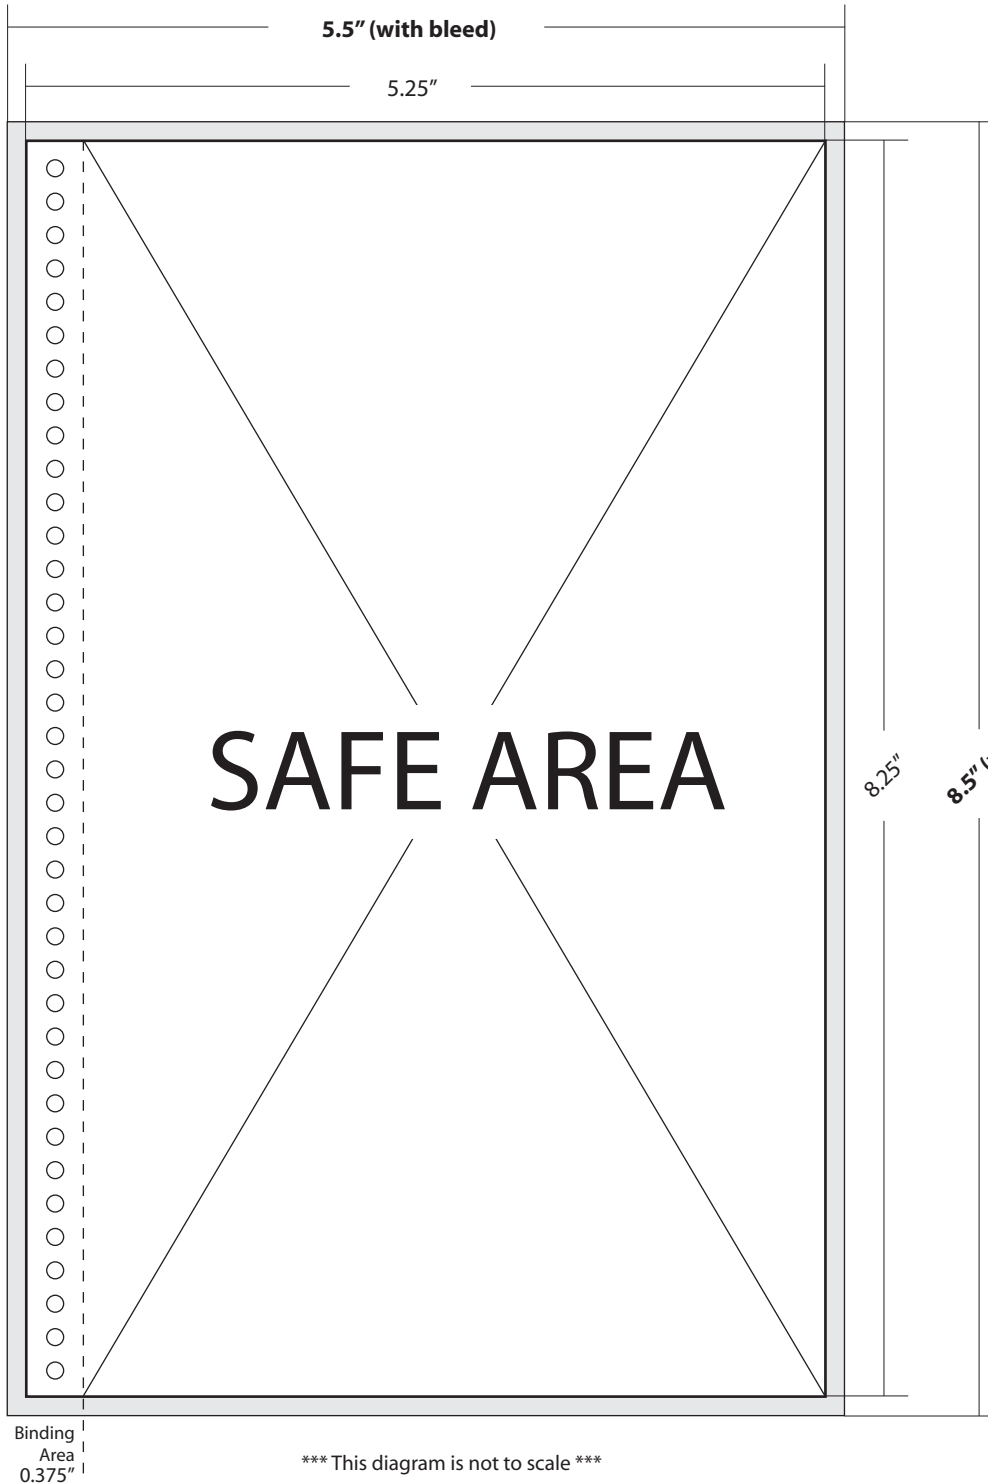 5.5” (with bleed)
5.25”
SAFE AREA
8.25”
8.5” (
Binding
Area
0.375”
*** This diagram is not to scale ***